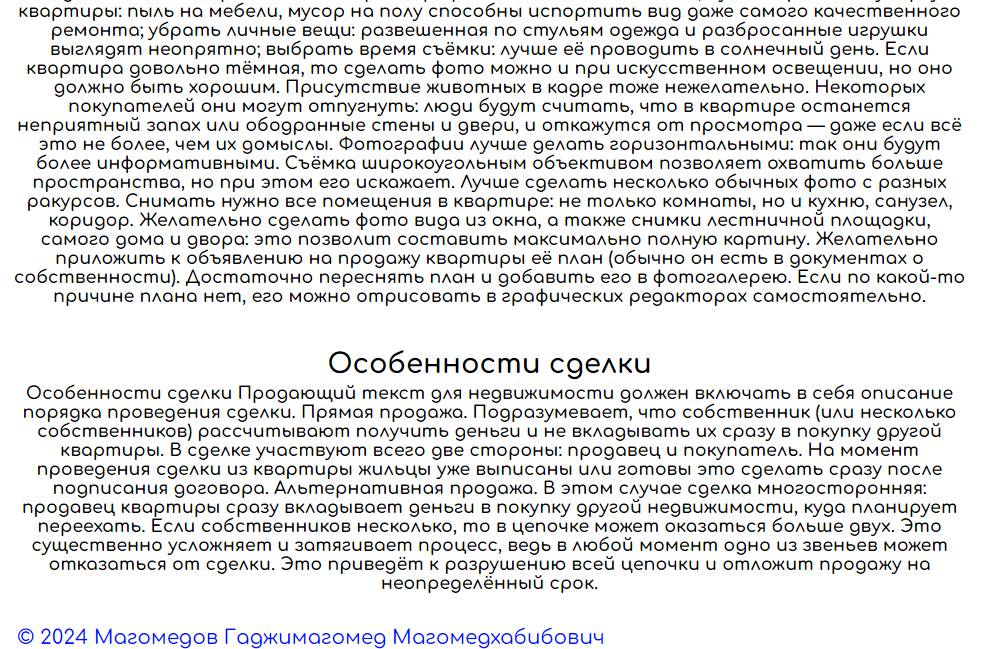 квартиры: пыль на мебели, мусор на полу способны испортить вид даже самого качественного
ремонта; убрать личные вещи: развешенная по стульям одежда и разбросанные игрушки
выглядят неопрятно; выбрать время съёмки: лучше её проводить в солнечный день. Если
квартира довольно тёмная, то сделать фото можно и при искусственном освещении, но оно
должно быть хорошим. Присутствие животных в кадре тоже нежелательно. Некоторых
покупателей они могут отпугнуть: люди будут считать, что в квартире останется
неприятный запах или ободранные стены и двери, и откажутся от просмотра — даже если всё
это не более, чем их домыслы. Фотографии лучше делать горизонтальными: так они будут
более информативными. Съёмка широкоугольным объективом позволяет охватить больше
пространства, но при этом его искажает. Лучше сделать несколько обычных фото с разных
ракурсов. Снимать нужно все помещения в квартире: не только комнаты, но и кухню, санузел,
коридор. Желательно сделать фото вида из окна, а также снимки лестничной площадки,
самого дома и двора: это позволит составить максимально полную картину. Желательно
приложить к объявлению на продажу квартиры её план (обычно он есть в документах о
собственности). Достаточно переснять план и добавить его в фотогалерею. Если по какой-то
причине плана нет, его можно отрисовать в графических редакторах самостоятельно.
Особенности сделки
Особенности сделки Продающий текст для недвижимости должен включать в себя описание
порядка проведения сделки. Прямая продажа. Подразумевает, что собственник (или несколько
собственников) рассчитывают получить деньги и не вкладывать их сразу в покупку другой
квартиры. В сделке участвуют всего две стороны: продавец и покупатель. На момент
проведения сделки из квартиры жильцы уже выписаны или готовы это сделать сразу после
подписания договора. Альтернативная продажа. В этом случае сделка многосторонняя:
продавец квартиры сразу вкладывает деньги в покупку другой недвижимости, куда планирует
переехать. Если собственников несколько, то в цепочке может оказаться больше двух. Это
существенно усложняет и затягивает процесс, ведь в любой момент одно из звеньев может
отказаться от сделки. Это приведёт к разрушению всей цепочки и отложит продажу на
неопределённый срок.
© 2024 Магомедов Гаджимагомед Магомедхабибович